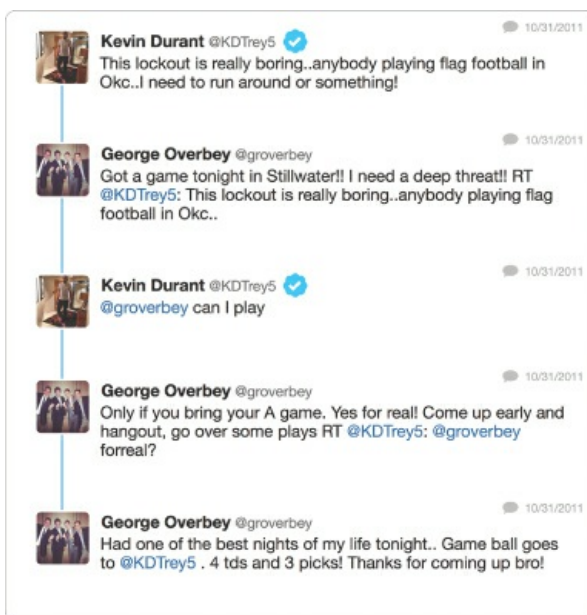 10/31/2011
Kevin Durant @KDTrey5
This lockout is really boring..anybody playing flag football in
Okc..I need to run around or something!
10/31/2011
George Overbey @groverbey
Got a game tonight in Stillwater!! I need a deep threat!! RT
@KDTrey5: This lockout is really boring..anybody playing flag
football in Okc..
10/31/2011
Kevin Durant @KDTrey5
@groverbey can I play
10/31/2011
George Overbey @groverbey
Only if you bring your A game. Yes for real! Come up early and
hangout, go over some plays RT @KDTrey5: @groverbey
forreal?
10/31/2011
George Overbey @groverbey
Had one of the best nights of my life tonight.. Game ball goes
to @KDTrey5 . 4 tds and 3 picks! Thanks for coming up bro!